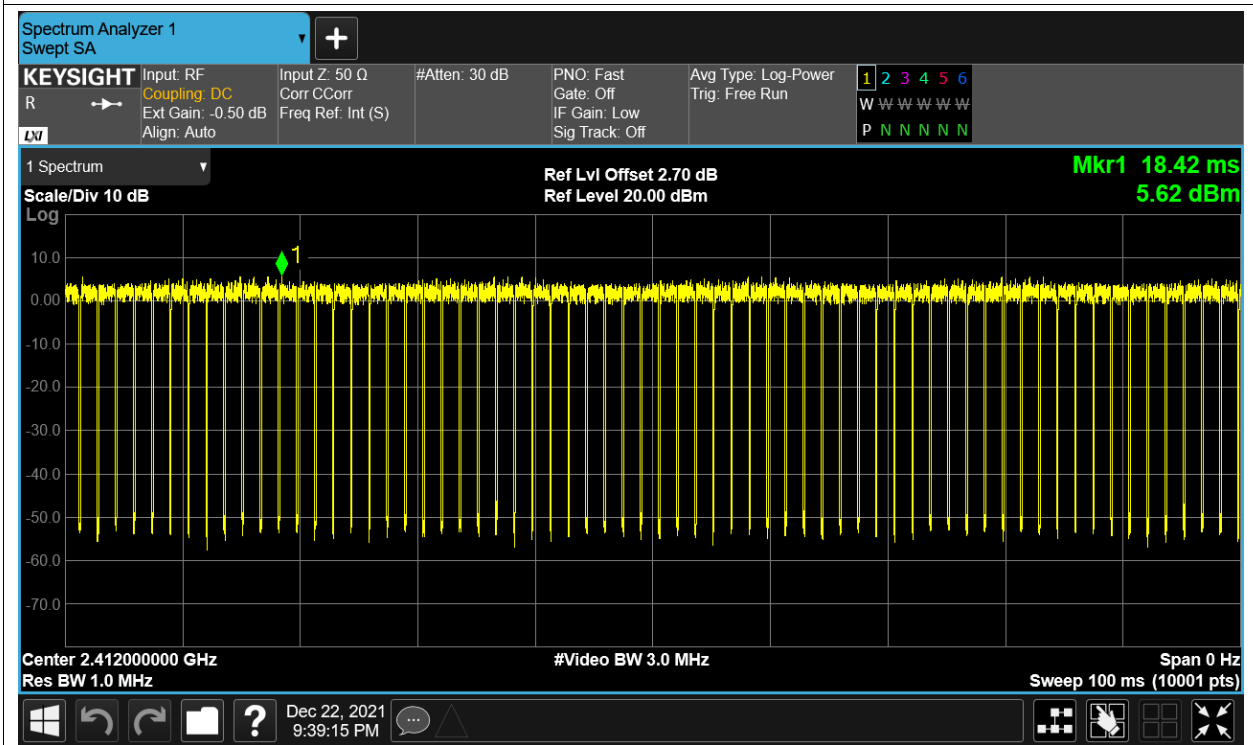 Spectrum Analyzer 1
Swept SA
KEYSIGHT
R
LXI
Input: RF
Coupling: DC
Ext Gain: -0.50 dB
Align: Auto
Input Z: 50 Ω
Corr CCorr
Freq Ref: Int (S)
#Atten: 30 dB
PNO: Fast
Gate: Off
IF Gain: Low
Sig Track: Off
Avg Type: Log-Power
Trig: Free Run
1 2 3 4 5 6
W W W W W W
P N N N N N
1 Spectrum
Scale/Div 10 dB
Log
Ref Lvl Offset 2.70 dB
Ref Level 20.00 dBm
Mkr1 18.42 ms
5.62 dBm
1
10.0
0.00
-10.0
-20.0
-30.0
-40.0
-50.0
-60.0
-70.0
Center 2.412000000 GHz
Res BW 1.0 MHz
#Video BW 3.0 MHz
Span 0 Hz
Sweep 100 ms (10001 pts)
?
Dec 22, 2021
9:39:15 PM